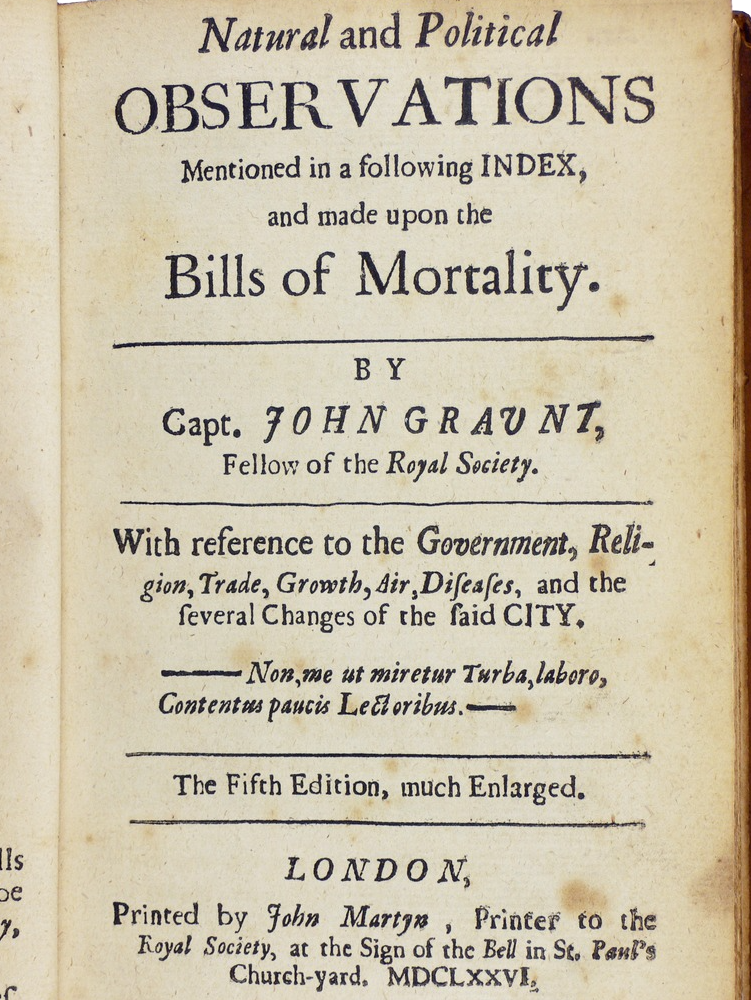 Natural and Political
OBSERVATIONS
Mentioned in a following INDEX,
and made upon the
Bills of Mortality.
BY
Capt. JOHN GRAVNT,
Fellow of the Royal Society.
With reference to the Government, Reli-
gion, Trade, Growth, Air, Diſeaſes, and the
ſeveral Changes of the ſaid CITY.
—— Non, me ut miretur Turba, laboro,
Contentus paucis Lectoribus. ——
The Fifth Edition, much Enlarged.
LONDON,
Printed by John Martyn , Printer to the
Royal Society, at the Sign of the Bell in St. Paul's
Church-yard. MDCLXXVI.